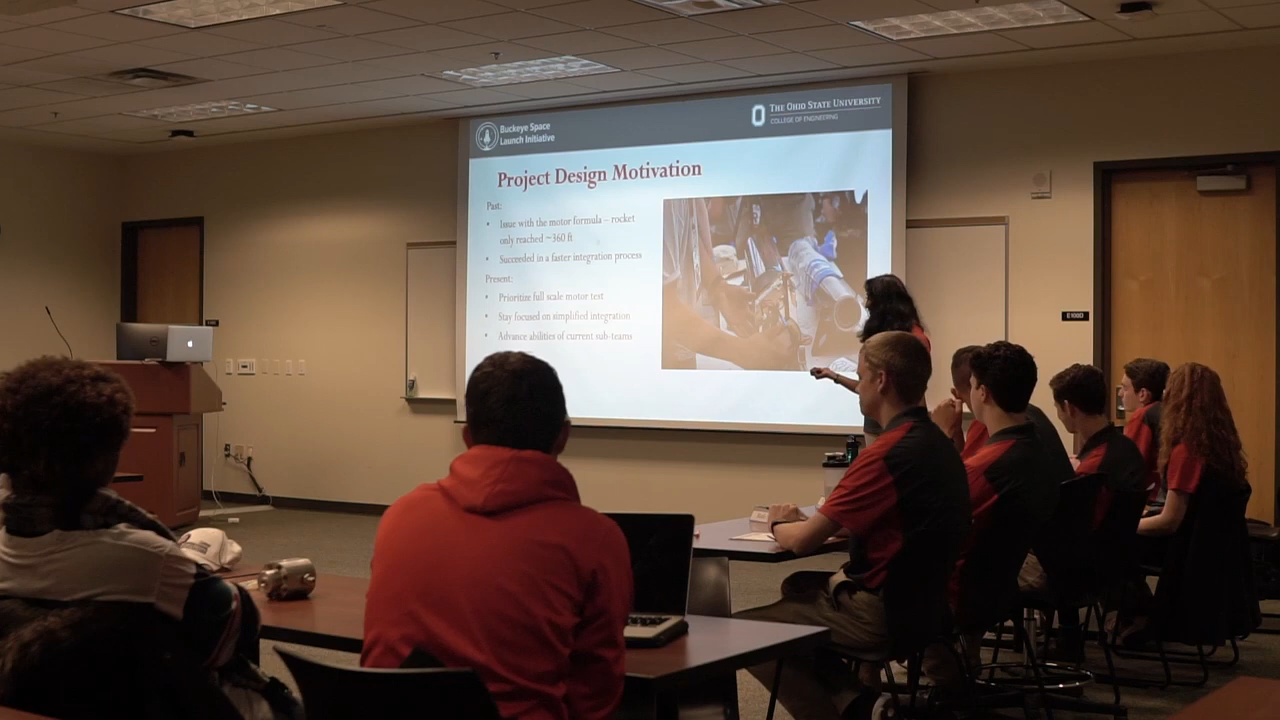 Buckeye Space
Launch Initiative
THE OHIO STATE UNIVERSITY
COLLEGE OF ENGINEERING
Project Design Motivation
Past:
• Issue with the motor formula – rocket
only reached ~360 ft
• Succeeded in a faster integration process
Present:
• Prioritize full scale motor test
• Stay focused on simplified integration
• Advance abilities of current sub-teams